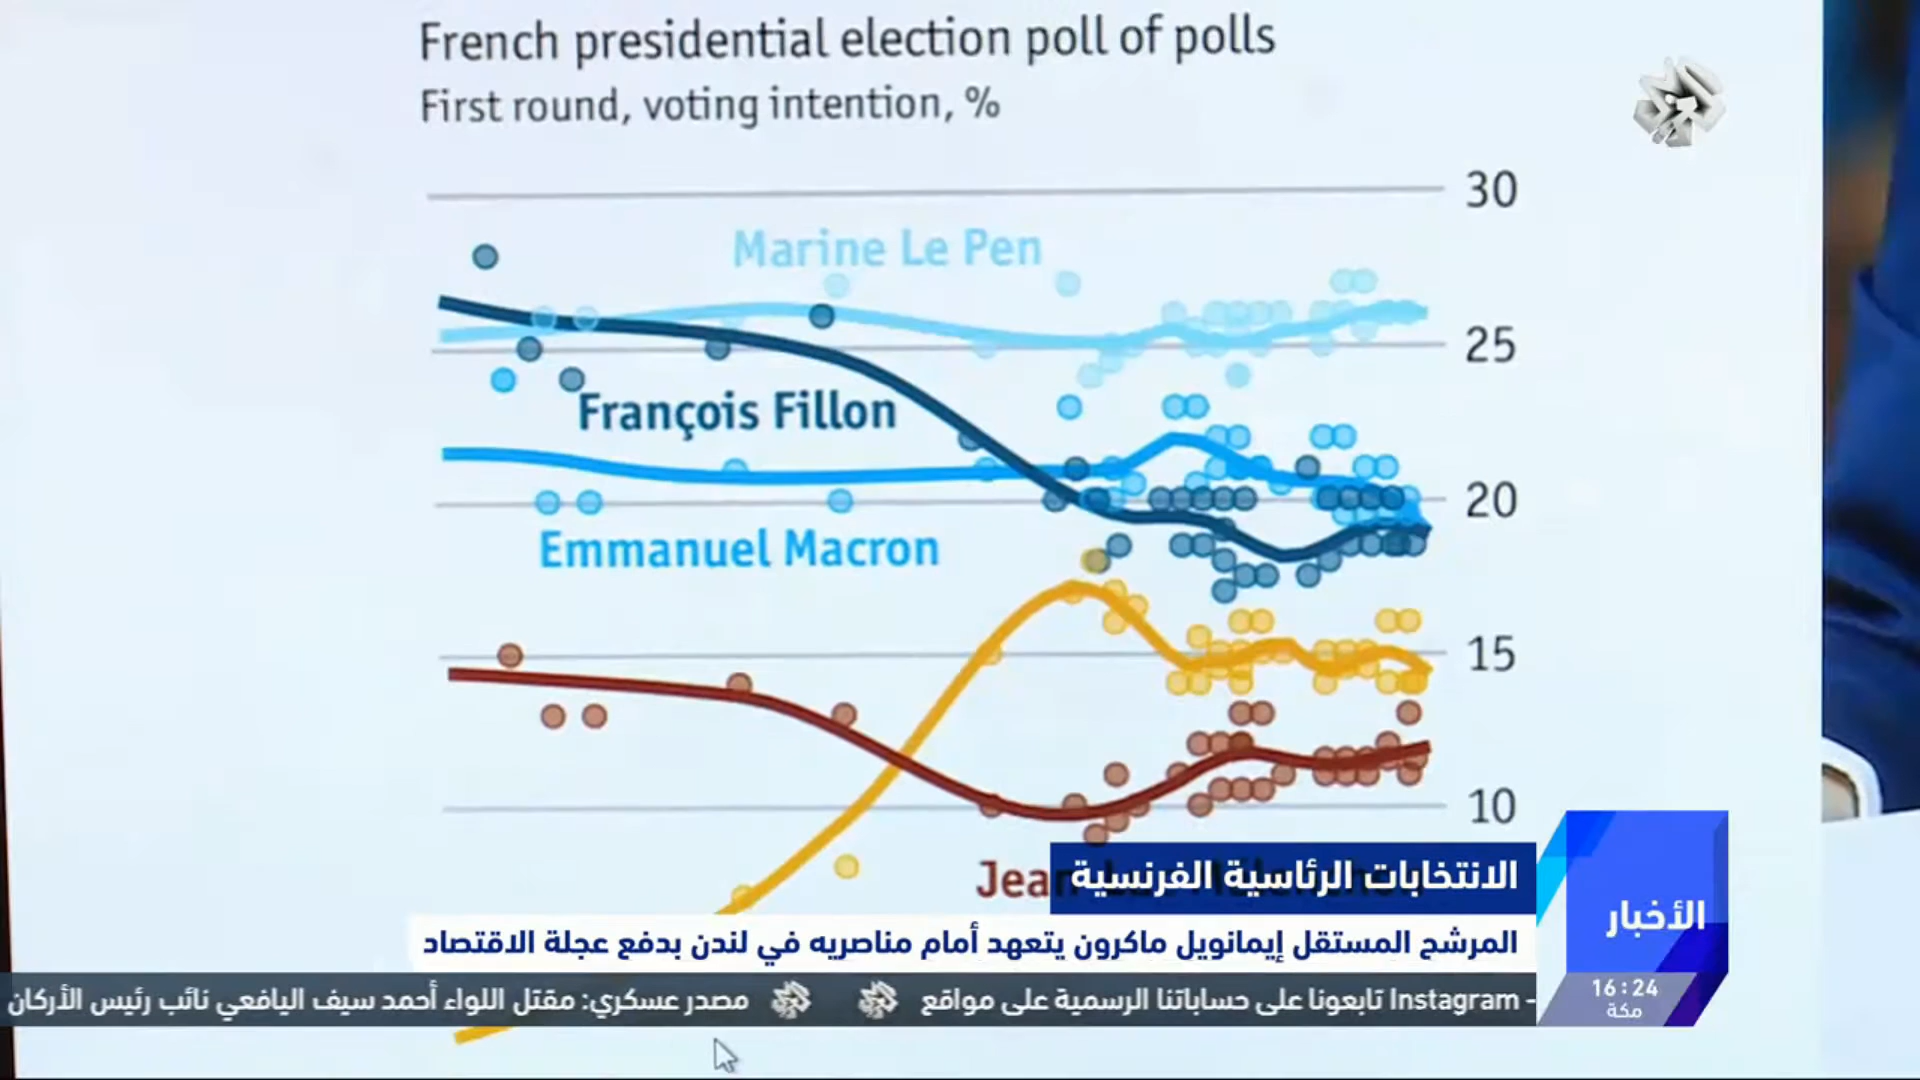 French presidential election poll of polls
First round, voting intention, %
30
Marine Le Pen
25
François Fillon
20
Emmanuel Macron
15
10
الانتخابات الرئاسية الفرنسية
المرشح المستقل إيمانويل ماكرون يتعهد أمام مناصريه في لندن بدفع عجلة الاقتصاد
الأخبار
16:24
مكة
- Instagram تابعونا على حساباتنا الرسمية على مواقع
مصدر عسكري: مقتل اللواء أحمد سيف اليافعي نائب رئيس الأركان